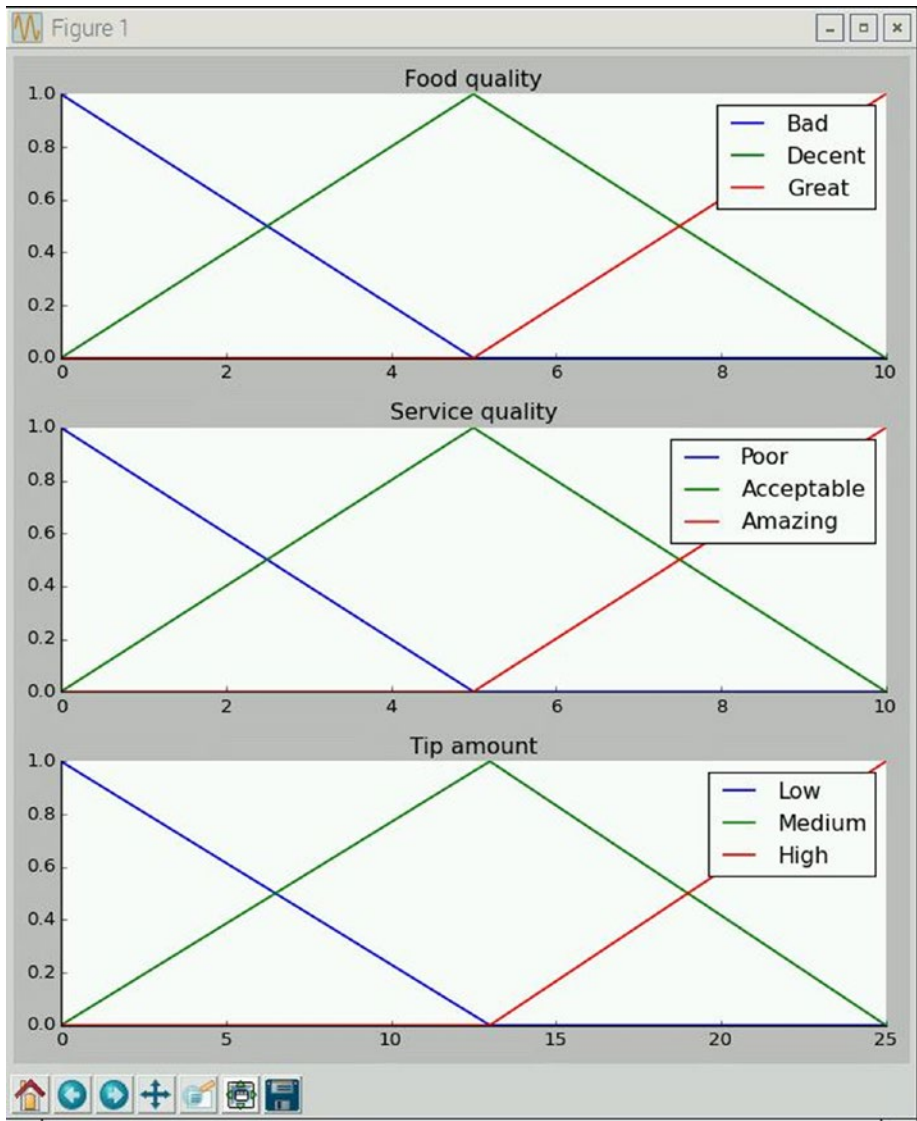 Figure 1
Food quality
1.0
0.8
0.6
0.4
0.2
0.0
0 2 4 6 8 10
Bad
Decent
Great
Service quality
1.0
0.8
0.6
0.4
0.2
0.0
0 2 4 6 8 10
Poor
Acceptable
Amazing
Tip amount
1.0
0.8
0.6
0.4
0.2
0.0
0 5 10 15 20 25
Low
Medium
High